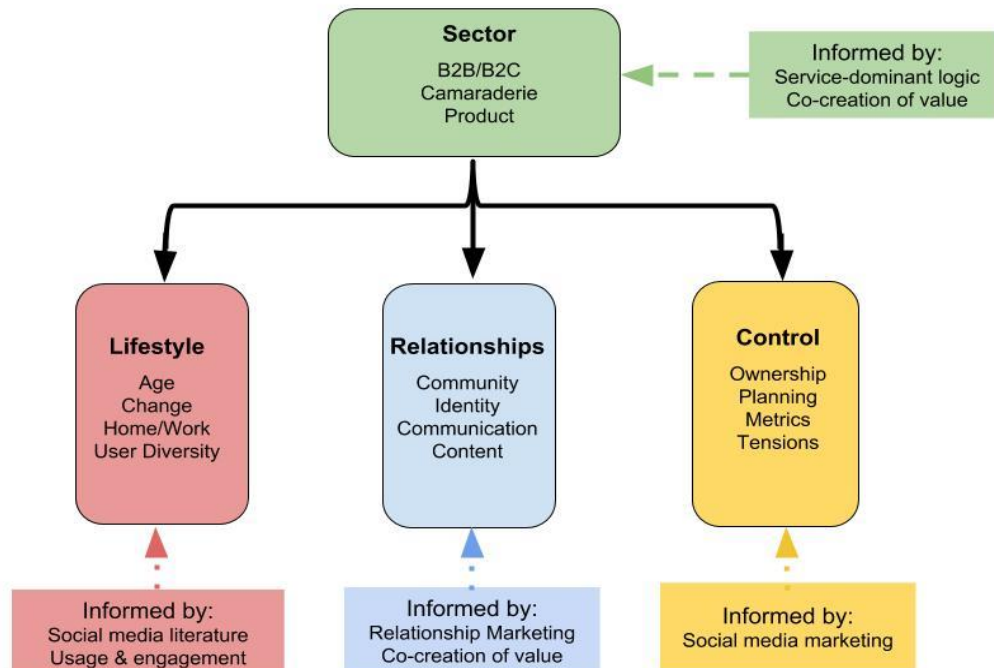 Sector
B2B/B2C
Camaraderie
Product
Informed by:
Service-dominant logic
Co-creation of value
Lifestyle
Age
Change
Home/Work
User Diversity
Relationships
Community
Identity
Communication
Content
Control
Ownership
Planning
Metrics
Tensions
Informed by:
Social media literature
Usage & engagement
Informed by:
Relationship Marketing
Co-creation of value
Informed by:
Social media marketing